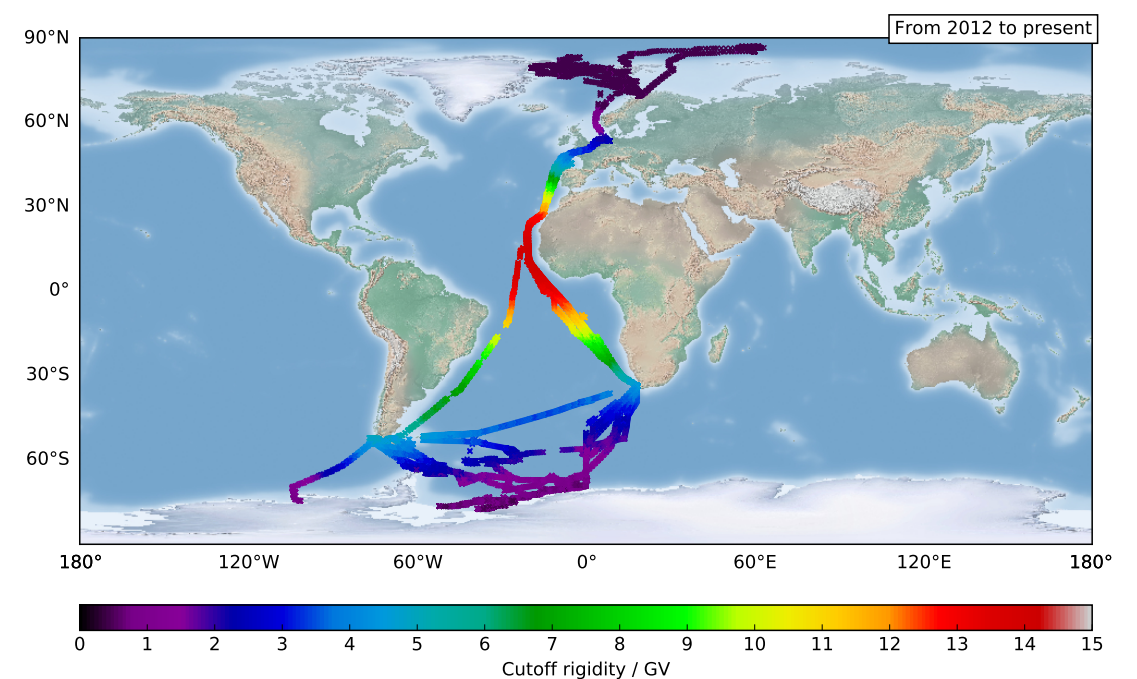 From 2012 to present
90°N
60°N
30°N
0°
30°S
60°S
180° 120°W 60°W 0° 60°E 120°E 180°
0 1 2 3 4 5 6 7 8 9 10 11 12 13 14 15
Cutoff rigidity / GV